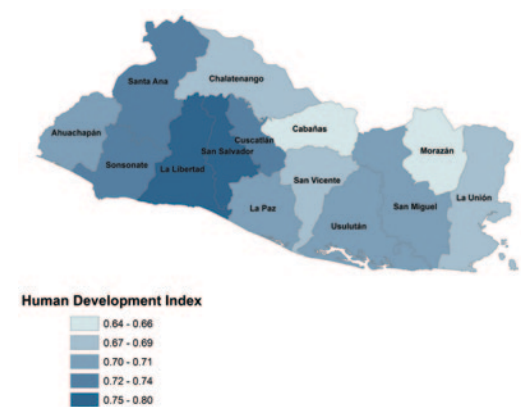 Santa Ana
Chalatenango
Ahuachapán
Cabañas
Cuscatlán
Morazán
San Salvador
Sonsonate
La Libertad
San Vicente
La Unión
La Paz
San Miguel
Usulután
Human Development Index
0.64 - 0.66
0.67 - 0.69
0.70 - 0.71
0.72 - 0.74
0.75 - 0.80